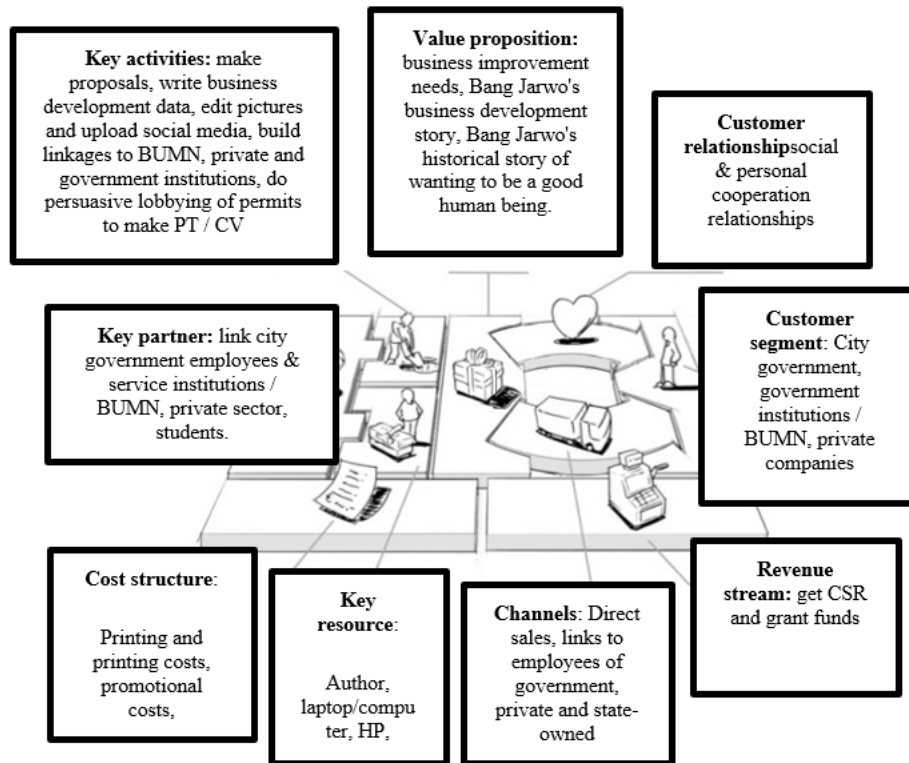 Key activities: make
proposals, write business
development data, edit pictures
and upload social media, build
linkages to BUMN, private and
government institutions, do
persuasive lobbying of permits
to make PT / CV
Value proposition:
business improvement
needs, Bang Jarwo's
business development
story, Bang Jarwo's
historical story of
wanting to be a good
human being.
Customer
relationshipsocial
& personal
cooperation
relationships
Key partner: link city
government employees &
service institutions /
BUMN, private sector,
students.
Customer
segment: City
government,
government
institutions /
BUMN, private
companies
Cost structure:
Printing and
printing costs,
promotional
costs,
Key
resource:
Author,
laptop/compu
ter, HP,
Channels: Direct
sales, links to
employees of
government,
private and state-
owned
Revenue
stream: get CSR
and grant funds